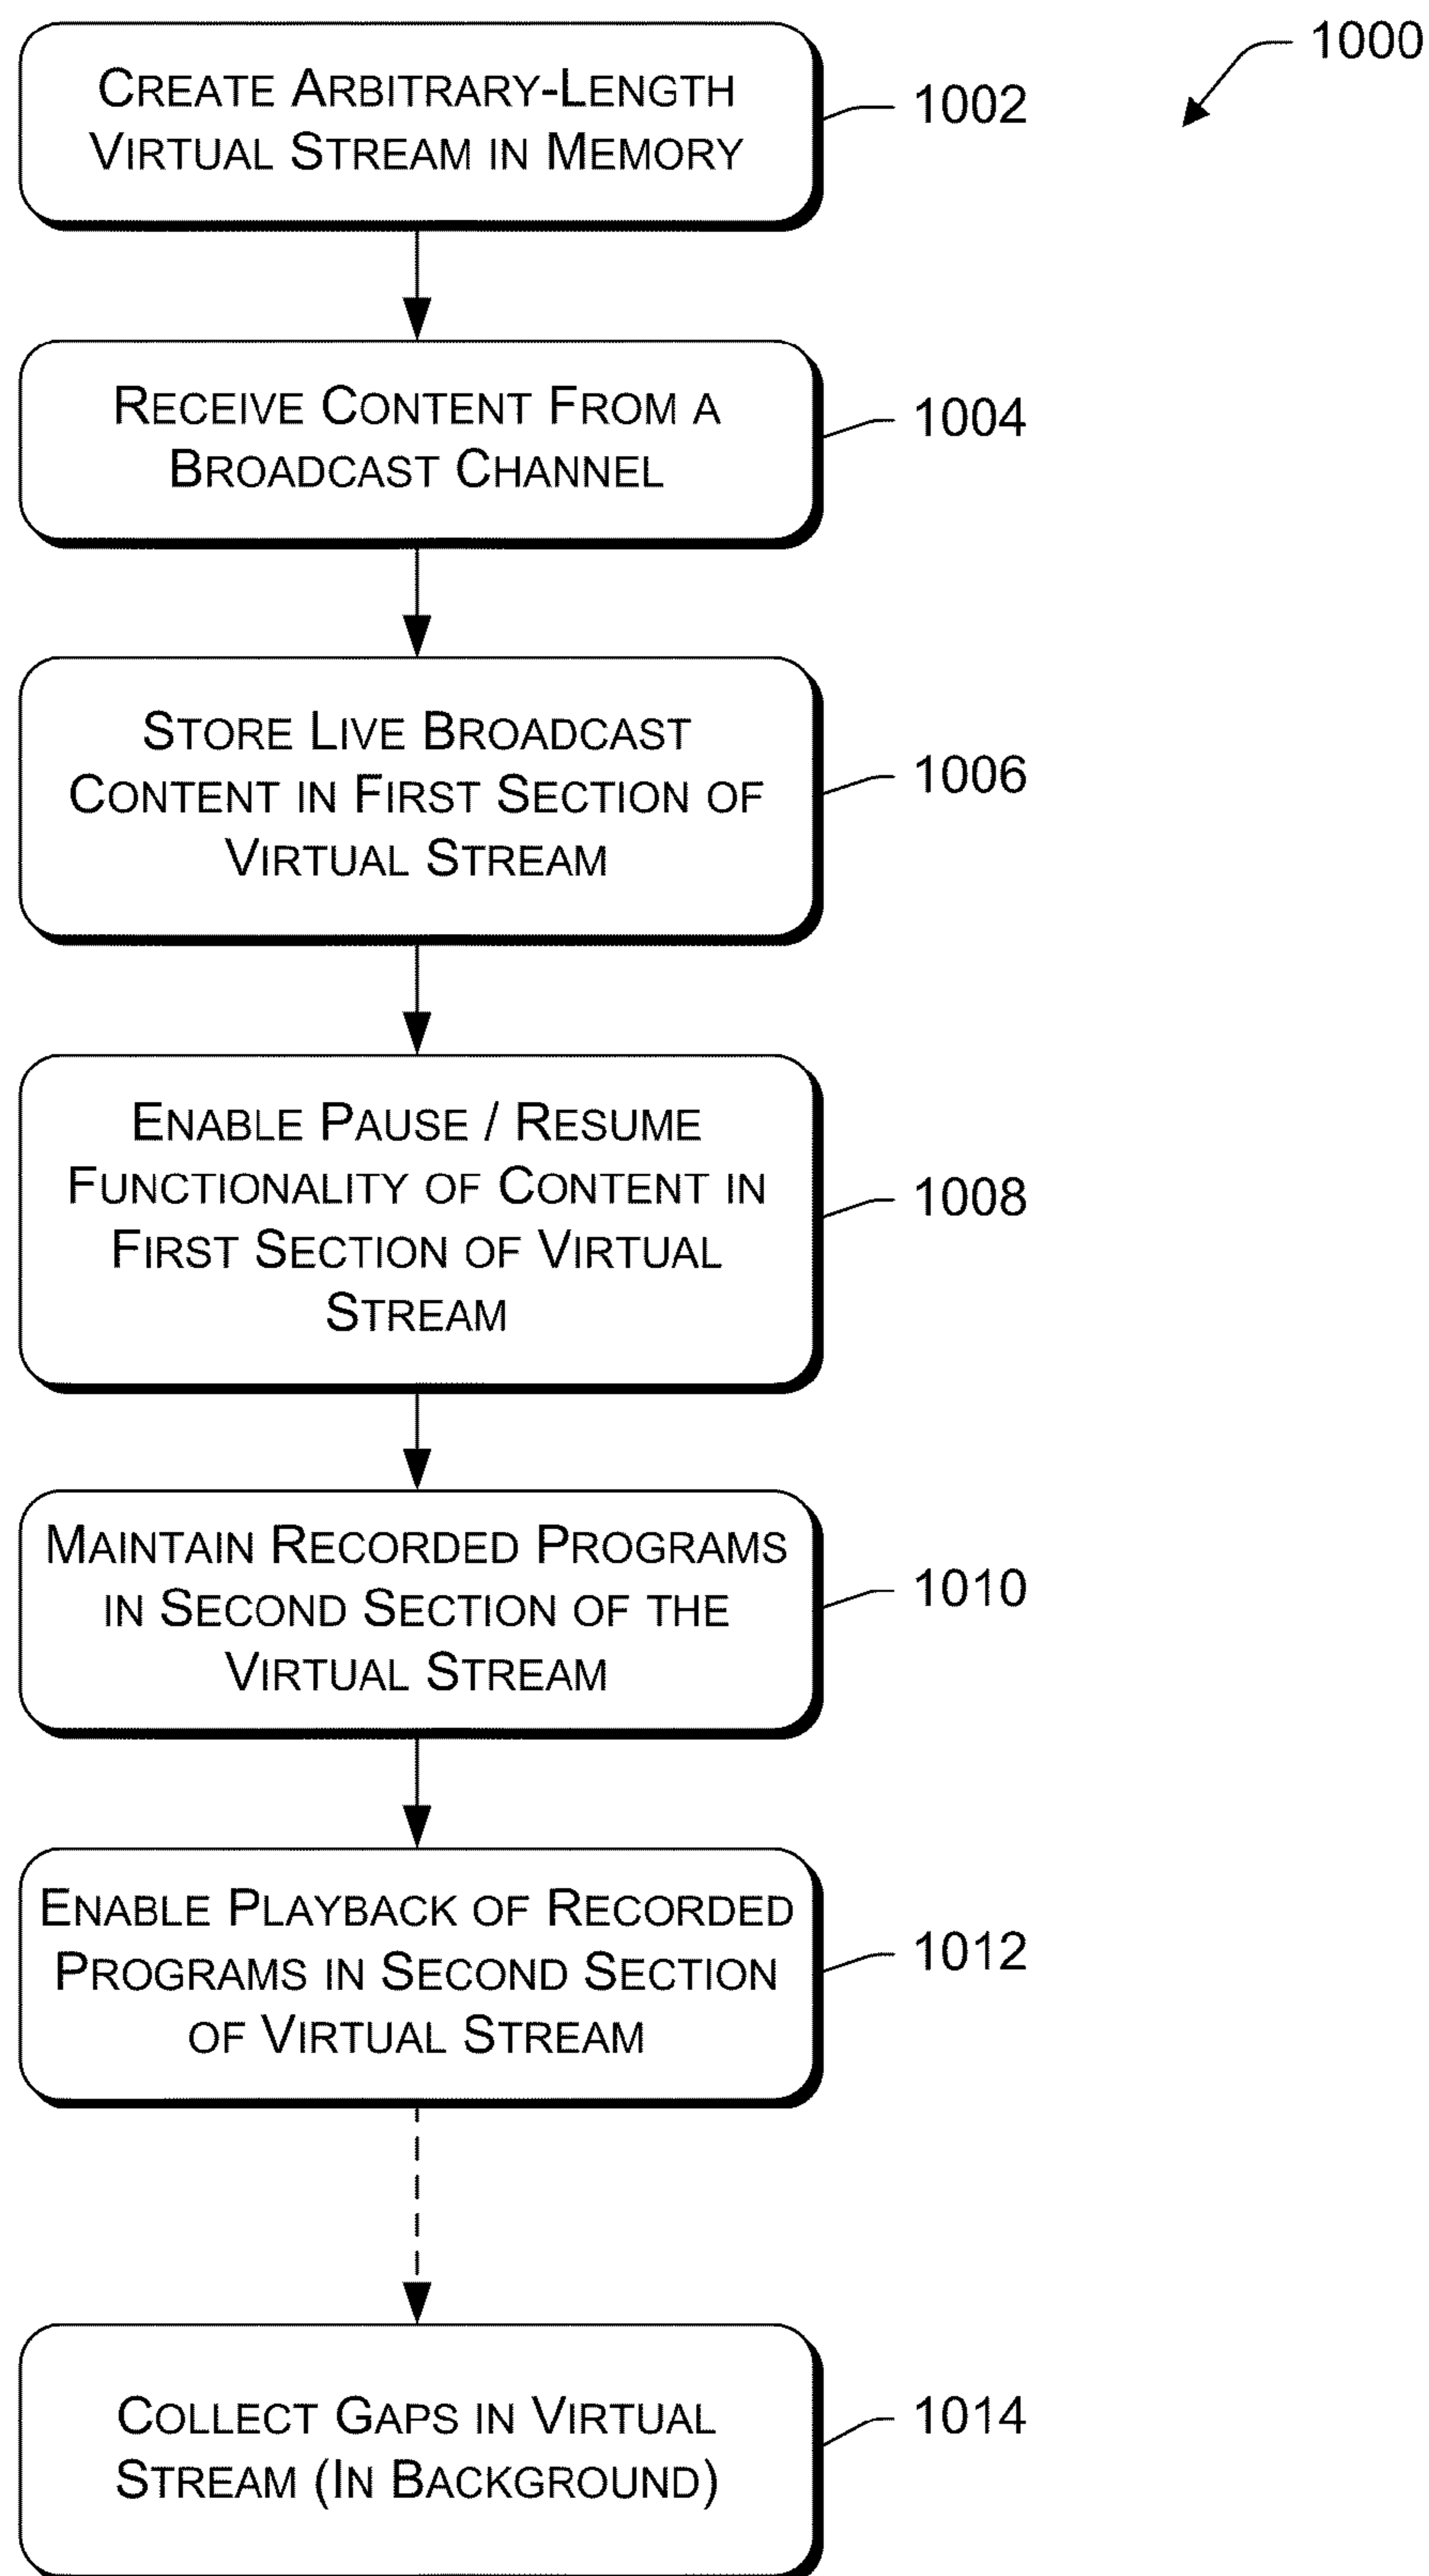 1000
CREATE ARBITRARY-LENGTH
VIRTUAL STREAM IN MEMORY
1002
RECEIVE CONTENT FROM A
BROADCAST CHANNEL
1004
STORE LIVE BROADCAST
CONTENT IN FIRST SECTION OF
VIRTUAL STREAM
1006
ENABLE PAUSE / RESUME
FUNCTIONALITY OF CONTENT IN
FIRST SECTION OF VIRTUAL
STREAM
1008
MAINTAIN RECORDED PROGRAMS
IN SECOND SECTION OF THE
VIRTUAL STREAM
1010
ENABLE PLAYBACK OF RECORDED
PROGRAMS IN SECOND SECTION
OF VIRTUAL STREAM
1012
COLLECT GAPS IN VIRTUAL
STREAM (IN BACKGROUND)
1014